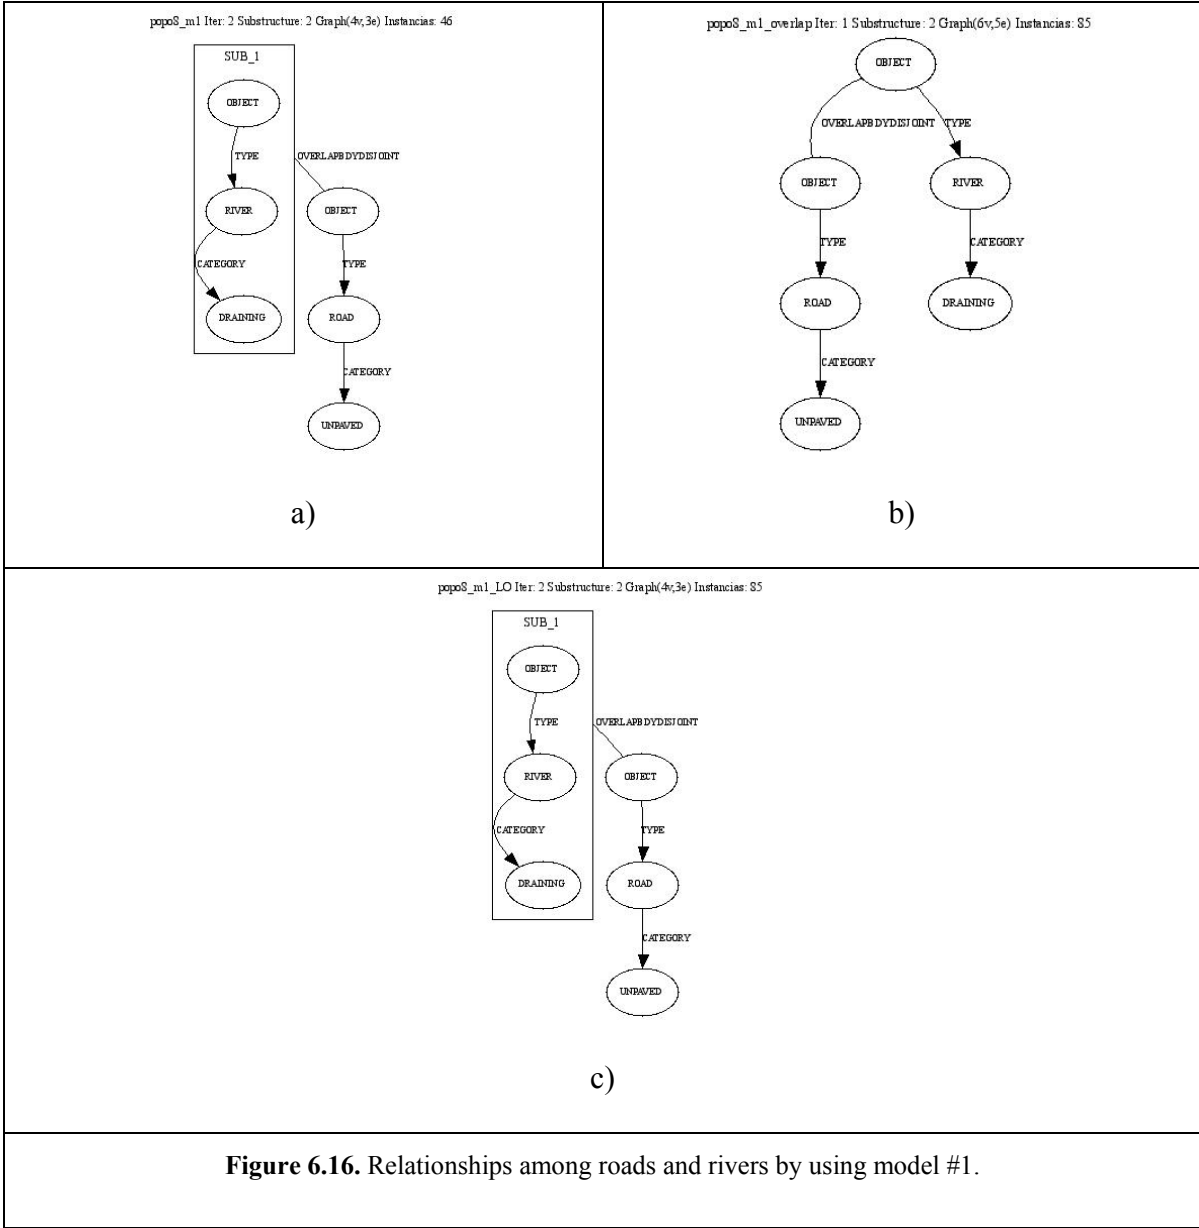 popo8_m1 Iter: 2 Substructure: 2 Graph(4v,3e) Instancias: 46
SUB_1
OBJECT
TYPE
OVERLAPBDYDISJOINT
RIVER
OBJECT
CATEGORY
TYPE
DRAINING
ROAD
CATEGORY
UNPAVED
a)
popo8_m1_overlap Iter: 1 Substructure: 2 Graph(6v,5e) Instancias: 85
OBJECT
OVERLAPBDYDISJOINT
TYPE
OBJECT
RIVER
TYPE
CATEGORY
ROAD
DRAINING
CATEGORY
UNPAVED
b)
popo8_m1_LO Iter: 2 Substructure: 2 Graph(4v,3e) Instancias: 85
SUB_1
OBJECT
TYPE
OVERLAPBDYDISJOINT
RIVER
OBJECT
CATEGORY
TYPE
DRAINING
ROAD
CATEGORY
UNPAVED
c)
Figure 6.16. Relationships among roads and rivers by using model #1.